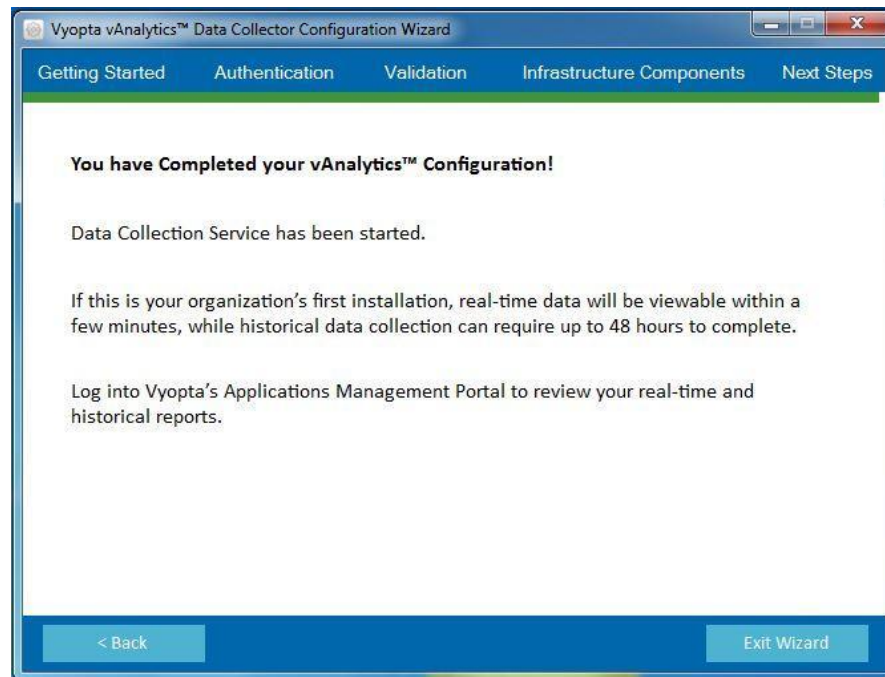 Vyopta vAnalytics™ Data Collector Configuration Wizard
Getting Started Authentication Validation Infrastructure Components Next Steps
You have Completed your vAnalytics™ Configuration!
Data Collection Service has been started.
If this is your organization's first installation, real-time data will be viewable within a
few minutes, while historical data collection can require up to 48 hours to complete.
Log into Vyopta's Applications Management Portal to review your real-time and
historical reports.
< Back Exit Wizard